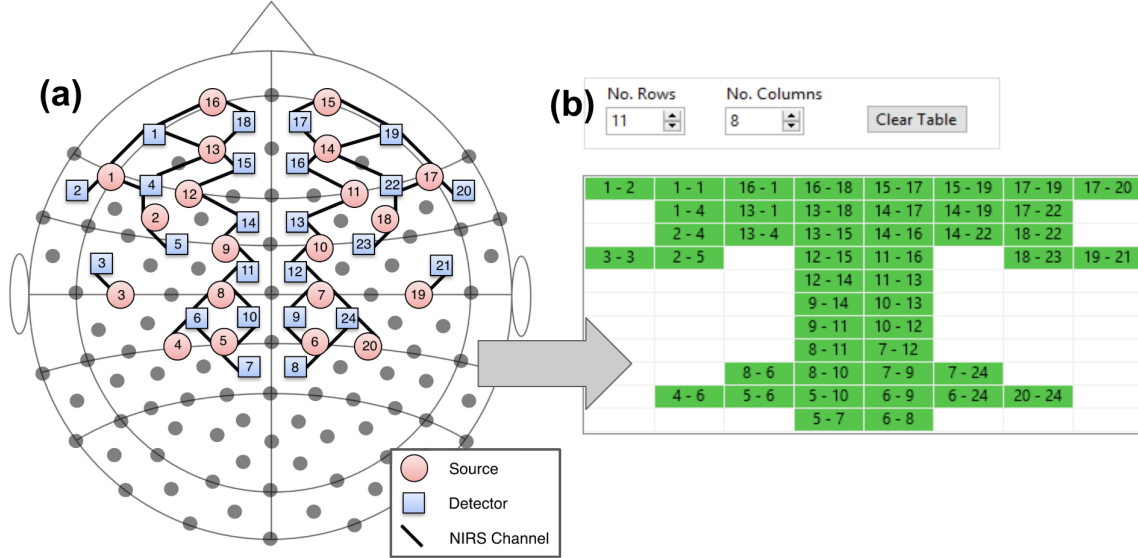 (a)
16
15
1
18
17
19
13
14
15
16
1
2
4
12
11
22
17
20
2
14
13
18
5
9
10
23
3
11
12
21
3
8
7
19
6
10
9
24
4
5
6
20
7
8
Source
Detector
NIRS Channel
(b)
No. Rows No. Columns
11 8 Clear Table
1 - 2 1 - 1 16 - 1 16 - 18 15 - 17 15 - 19 17 - 19 17 - 20
1 - 4 13 - 1 13 - 18 14 - 17 14 - 19 17 - 22
2 - 4 13 - 4 13 - 15 14 - 16 14 - 22 18 - 22
3 - 3 2 - 5 12 - 15 11 - 16 18 - 23 19 - 21
12 - 14 11 - 13
9 - 14 10 - 13
9 - 11 10 - 12
8 - 11 7 - 12
8 - 6 8 - 10 7 - 9 7 - 24
4 - 6 5 - 6 5 - 10 6 - 9 6 - 24 20 - 24
5 - 7 6 - 8